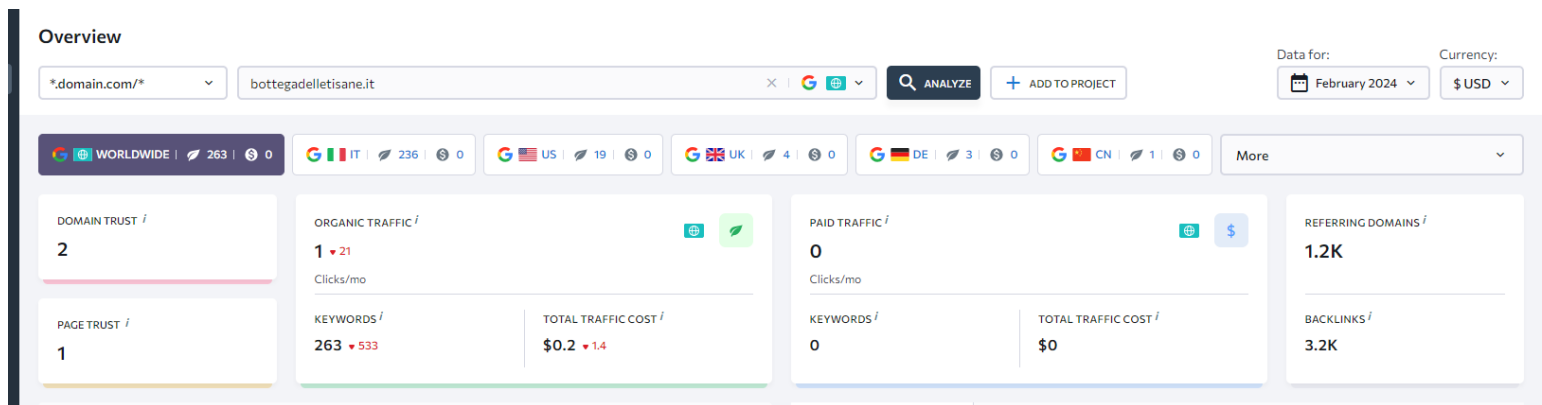 Overview
Data for:
Currency:
*.domain.com/*
bottegadelletisane.it
ANALYZE
+ ADD TO PROJECT
February 2024
$ USD
WORLDWIDE | 263 | 0
IT | 236 | 0
US | 19 | 0
UK | 4 | 0
DE | 3 | 0
CN | 1 | 0
More
DOMAIN TRUST i
2
PAGE TRUST i
1
ORGANIC TRAFFIC i
1 ▾ 21
Clicks/mo
KEYWORDS i
263 ▾ 533
TOTAL TRAFFIC COST i
$0.2 ▾ 1.4
PAID TRAFFIC i
$
0
Clicks/mo
KEYWORDS i
0
TOTAL TRAFFIC COST i
$0
REFERRING DOMAINS i
1.2K
BACKLINKS i
3.2K